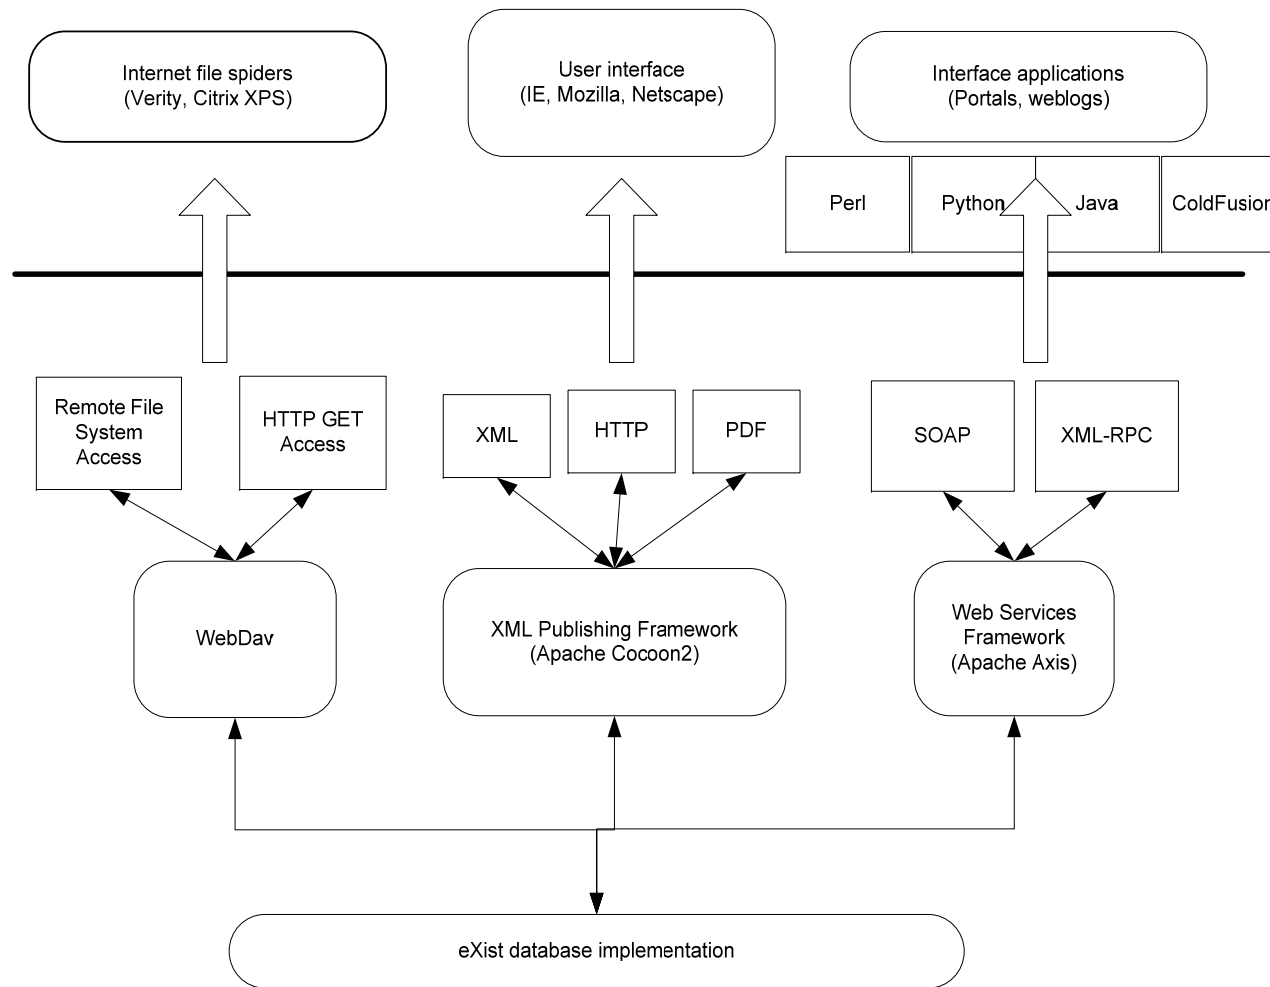 Internet file spiders
(Verity, Citrix XPS)
User interface
(IE, Mozilla, Netscape)
Interface applications
(Portals, weblogs)
Perl
Python
Java
ColdFusion
Remote File
System
Access
HTTP GET
Access
XML
HTTP
PDF
SOAP
XML-RPC
WebDav
XML Publishing Framework
(Apache Cocoon2)
Web Services
Framework
(Apache Axis)
eXist database implementation